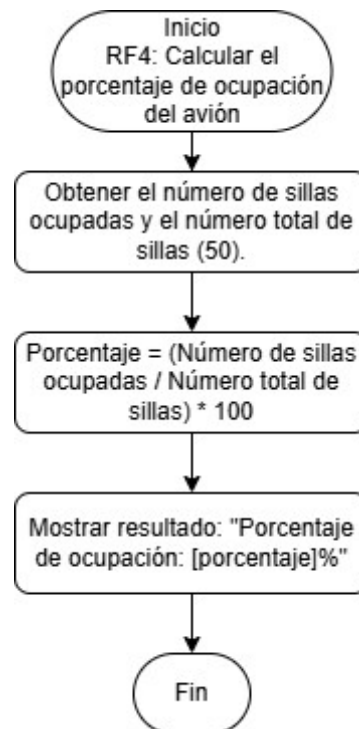 Inicio
RF4: Calcular el
porcentaje de ocupación
del avión
Obtener el número de sillas
ocupadas y el número total de
sillas (50).
Porcentaje = (Número de sillas
ocupadas / Número total de
sillas) * 100
Mostrar resultado: "Porcentaje
de ocupación: [porcentaje]%"
Fin